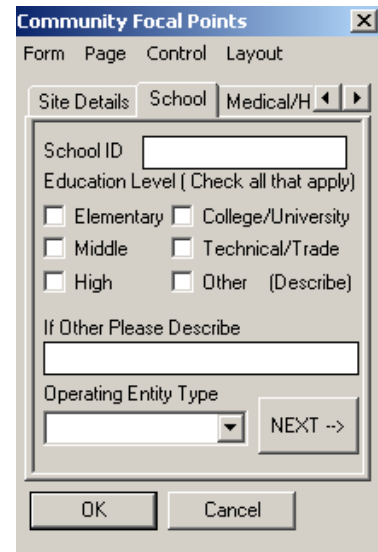 Community Focal Points
Form Page Control Layout
Site Details School Medical/H
School ID
Education Level ( Check all that apply)
Elementary College/University
Middle Technical/Trade
High Other (Describe)
If Other Please Describe
Operating Entity Type
NEXT -->
OK Cancel